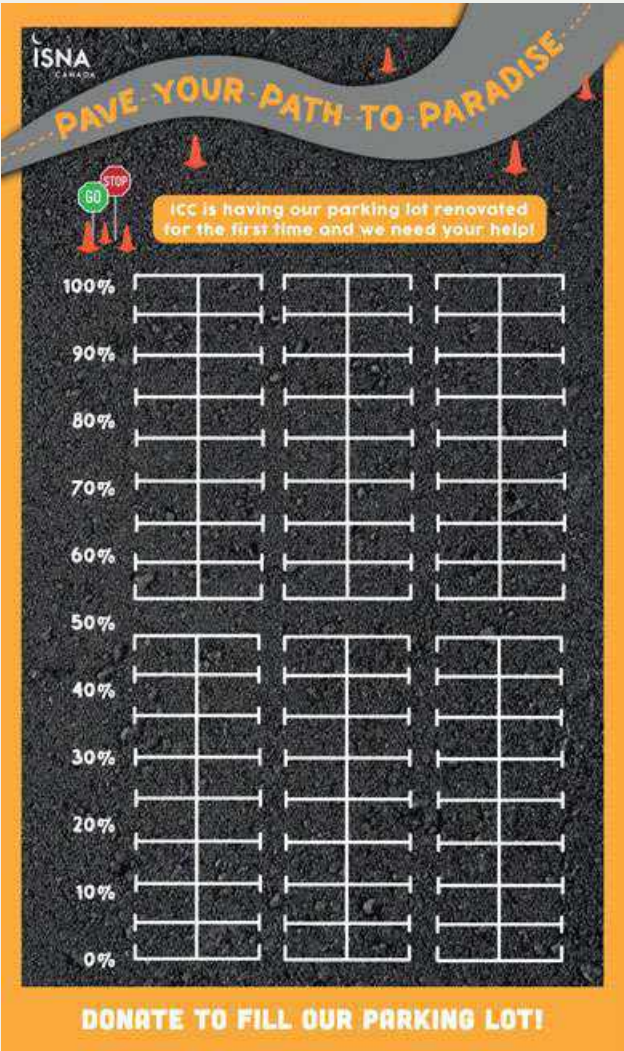 ISNA
CANADA
PAVE YOUR PATH TO PARADISE
STOP
GO
ICC is having our parking lot renovated
for the first time and we need your help!
100%
90%
80%
70%
60%
50%
40%
30%
20%
10%
0%
DONATE TO FILL OUR PARKING LOT!